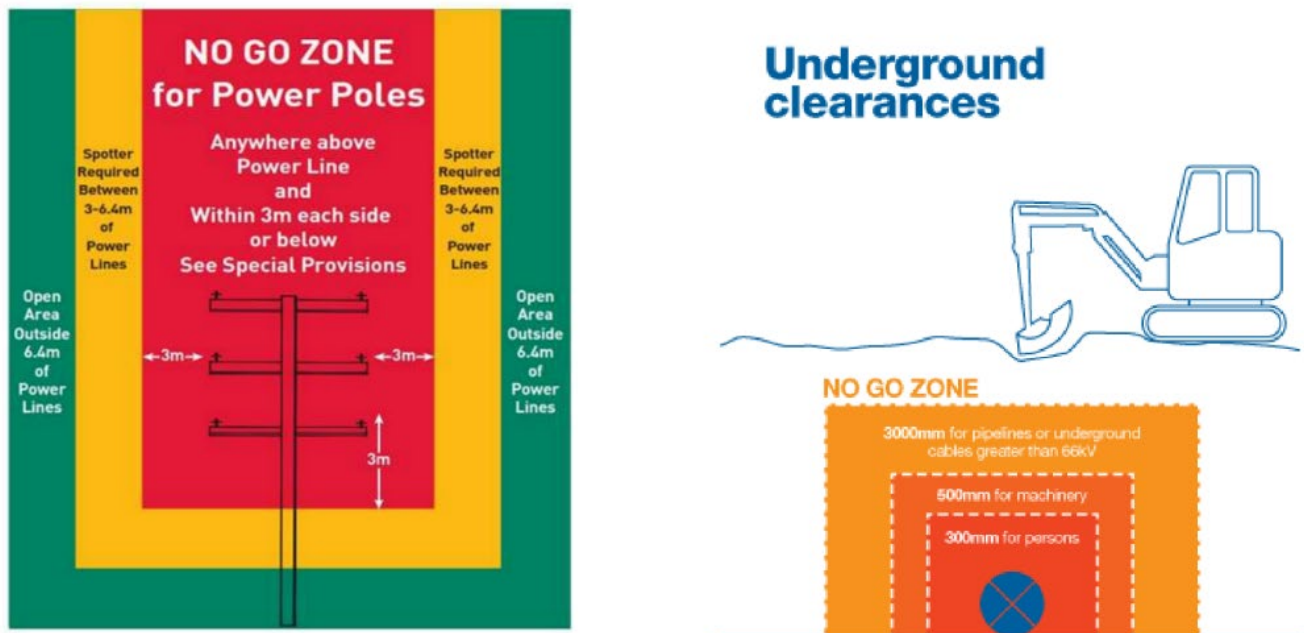 NO GO ZONE
for Power Poles
Anywhere above
Power Line
and
Within 3m each side
or below
See Special Provisions
Spotter
Required
Between
3-6.4m
of
Power
Lines
Spotter
Required
Between
3-6.4m
of
Power
Lines
Open
Area
Outside
6.4m
of
Power
Lines
Open
Area
Outside
6.4m
of
Power
Lines
3m
3m
3m
Underground
clearances
NO GO ZONE
3000mm for pipelines or underground
cables greater than 66kV
500mm for machinery
300mm for persons